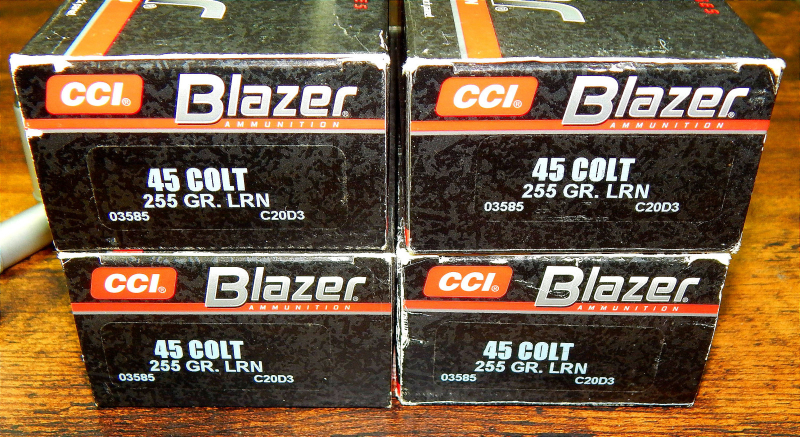 CCI® Blazer®
AMMUNITION
45 COLT
255 GR. LRN
03585 C20D3
CCI® Blazer®
AMMUNITION
45 COLT
255 GR. LRN
03585 C20D3
CCI® Blazer®
AMMUNITION
45 COLT
255 GR. LRN
03585 C20D3
CCI® Blazer®
AMMUNITION
45 COLT
255 GR. LRN
03585 C20D3